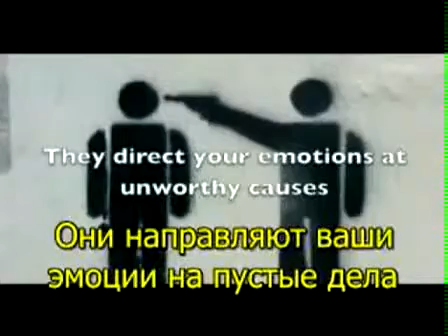 They direct your emotions at
unworthy causes
Они направляют ваши
эмоции на пустые дела